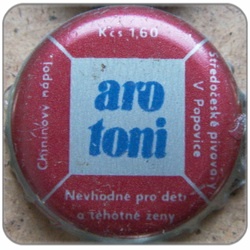 Kčs 1,60
Chininový nápoj
aro
toni
Středočeské pivovary
V. Popovice
Nevhodné pro děti
a těhotné ženy